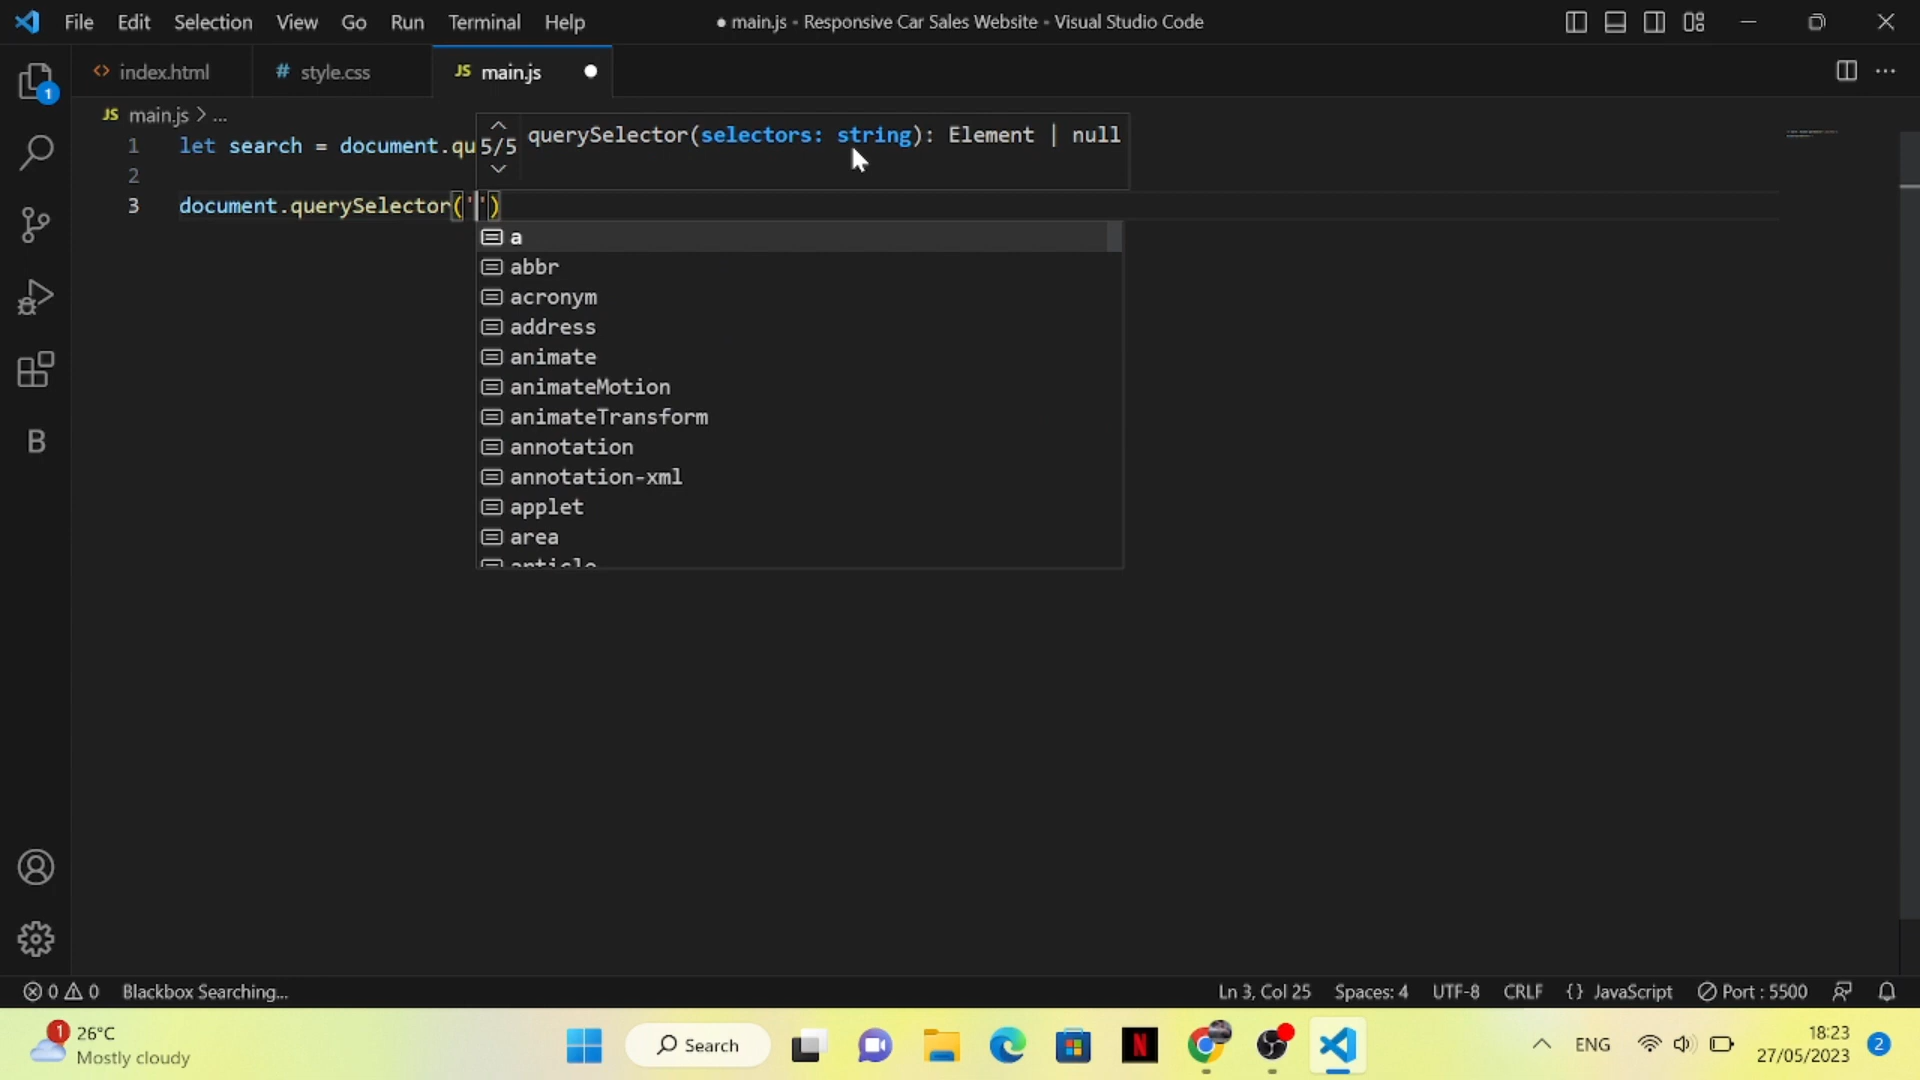 File Edit Selection View Go Run Terminal Help ● main.js - Responsive Car Sales Website - Visual Studio Code
1 <> index.html # style.css JS main.js
JS main.js > ...
5/5 querySelector(selectors: string): Element | null
1 let search = document.qu
2
3 document.querySelector('')
a
abbr
acronym
address
animate
animateMotion
animateTransform
annotation
annotation-xml
applet
area
article
B
0 0 Blackbox Searching... Ln 3, Col 25 Spaces: 4 UTF-8 CRLF {} JavaScript Port : 5500
1 26°C
Mostly cloudy
Search
N
ENG
18:23
27/05/2023
2